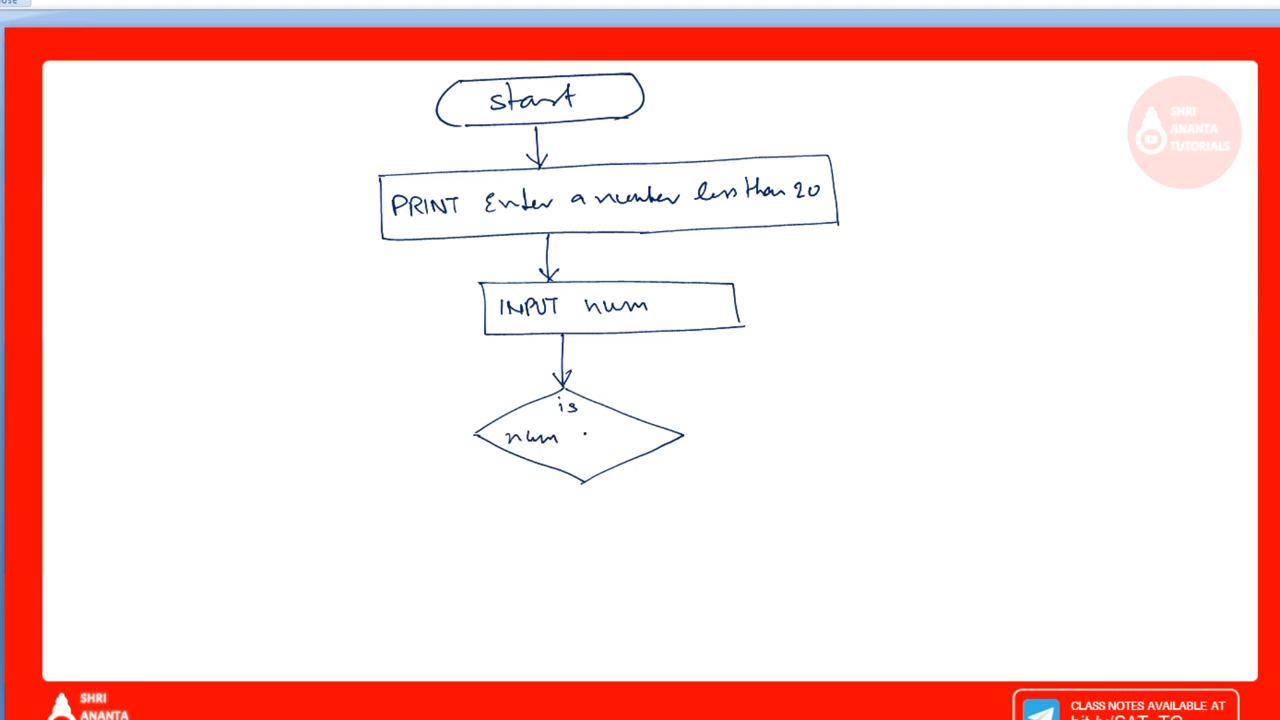 SHRI
ANANTA
TUTORIALS
start
PRINT Enter a number less than 20
INPUT num
is
num
SHRI
ANANTA
CLASS NOTES AVAILABLE AT